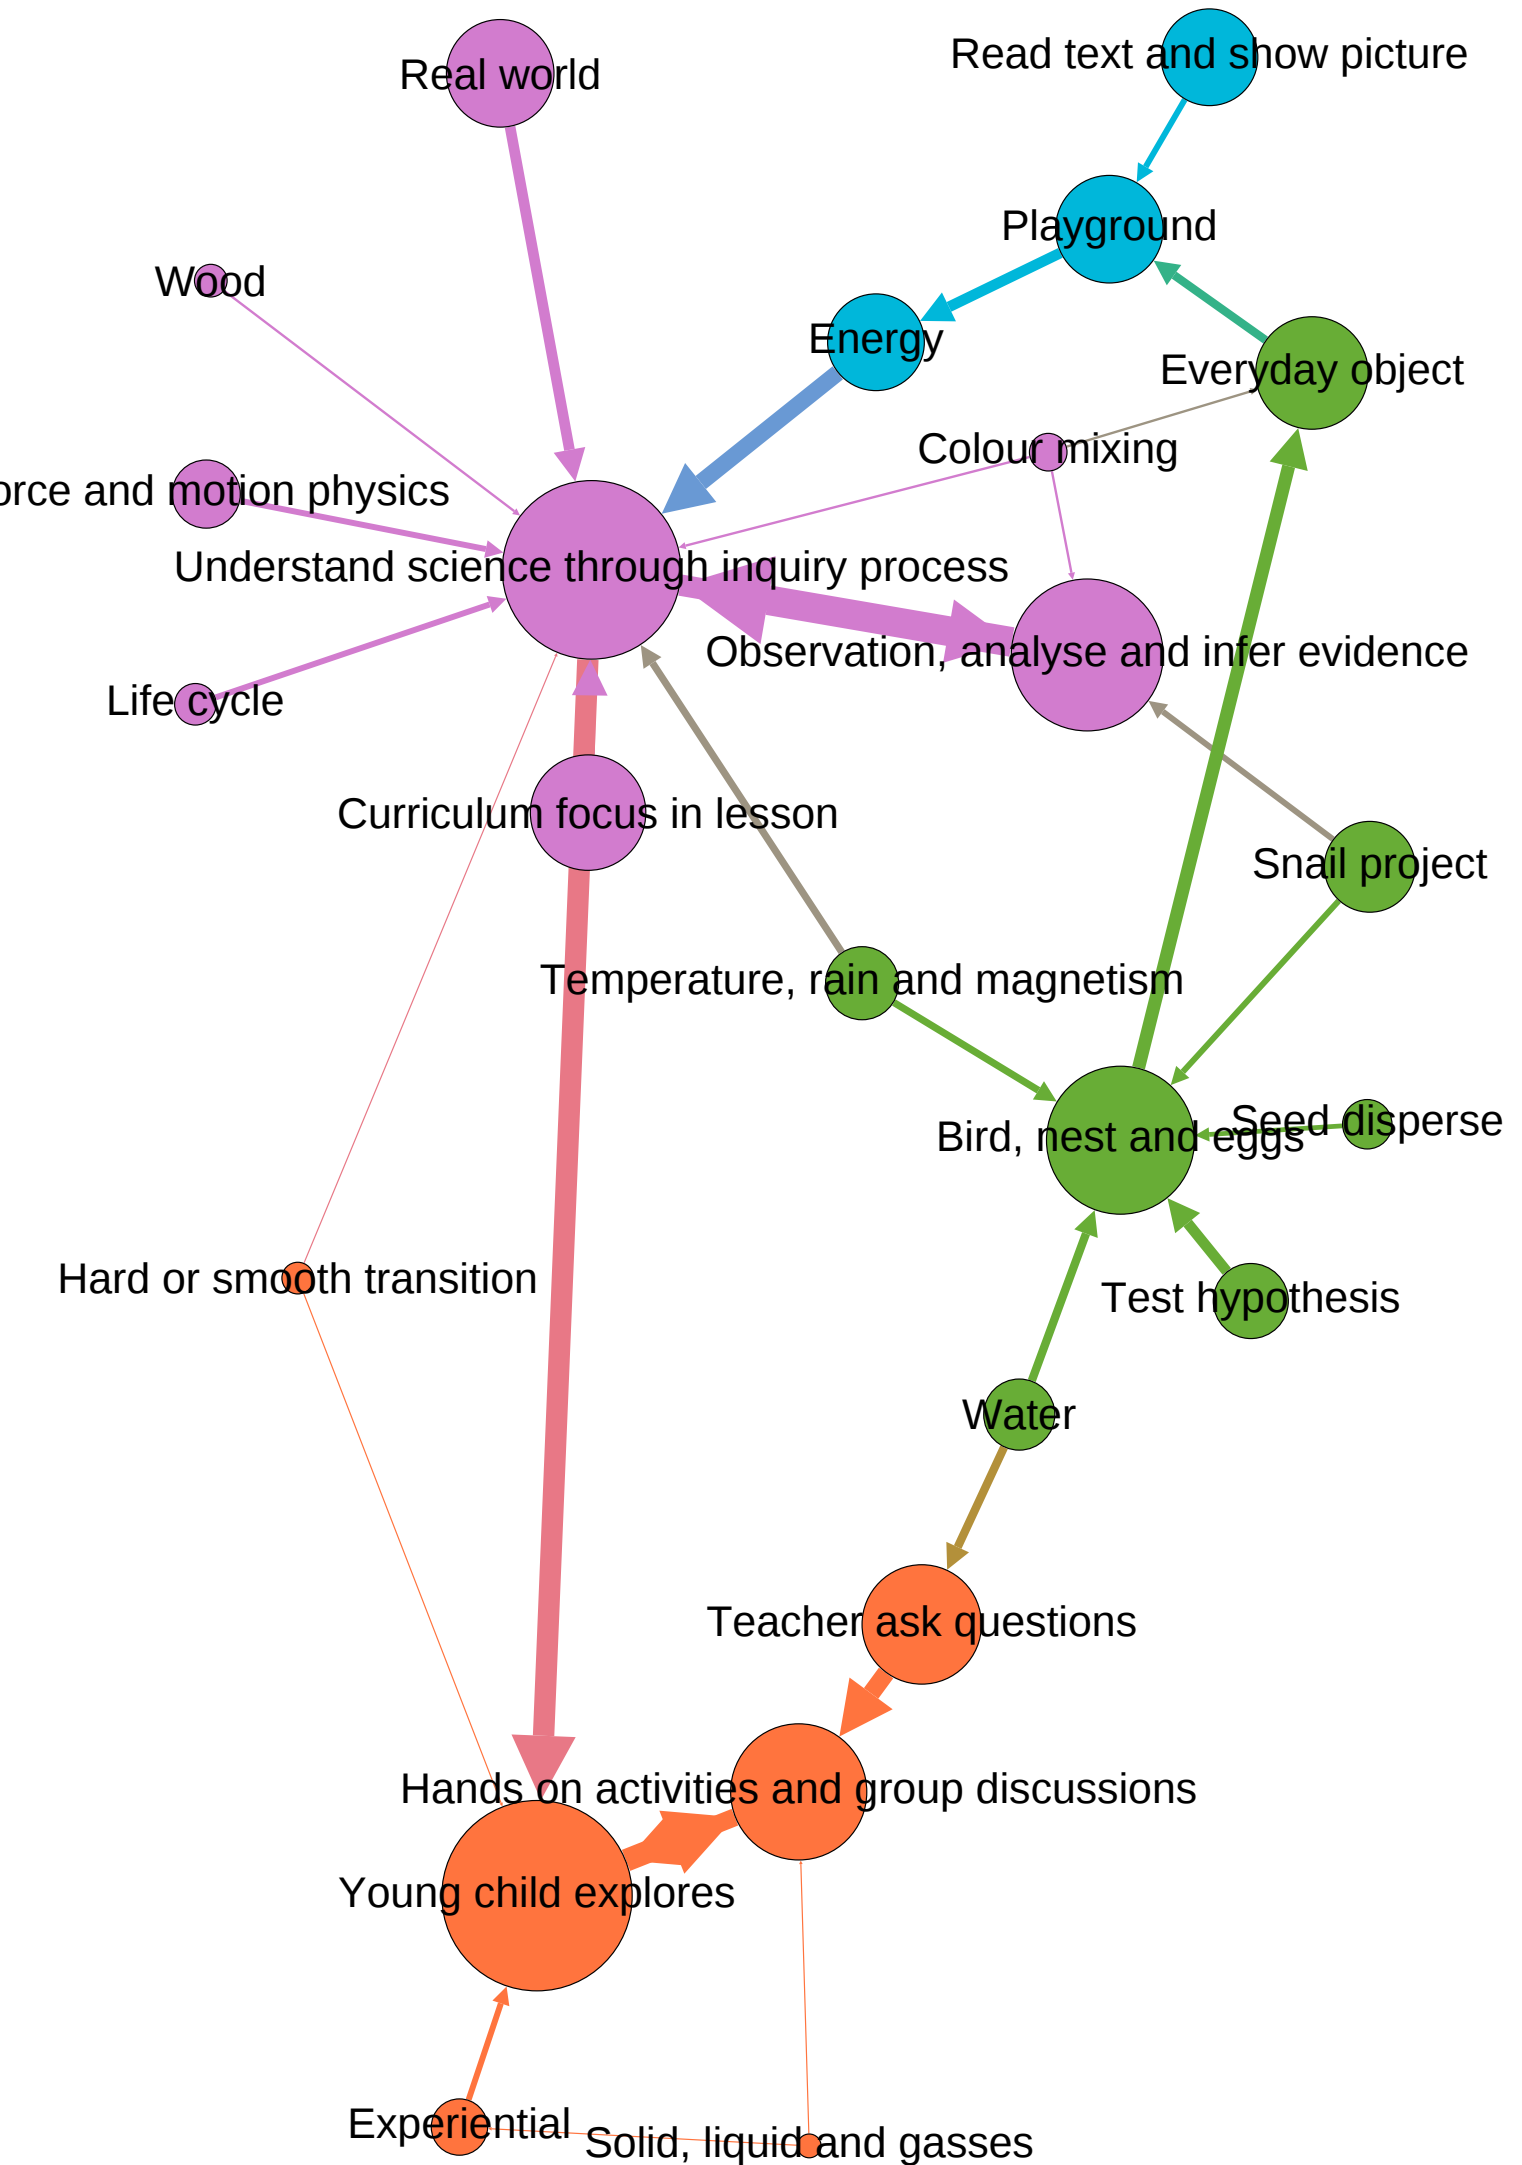 Read text and show picture
Real world
Playground
Wood
Energy
Everyday object
Colour mixing
orce and motion physics
Understand science through inquiry process
Observation, analyse and infer evidence
Life cycle
Curriculum focus in lesson
Snail project
Temperature, rain and magnetism
Seed disperse
Bird, nest and eggs
Hard or smooth transition
Test hypothesis
Water
Teacher ask questions
Hands on activities and group discussions
Young child explores
Experiential
Solid, liquid and gasses